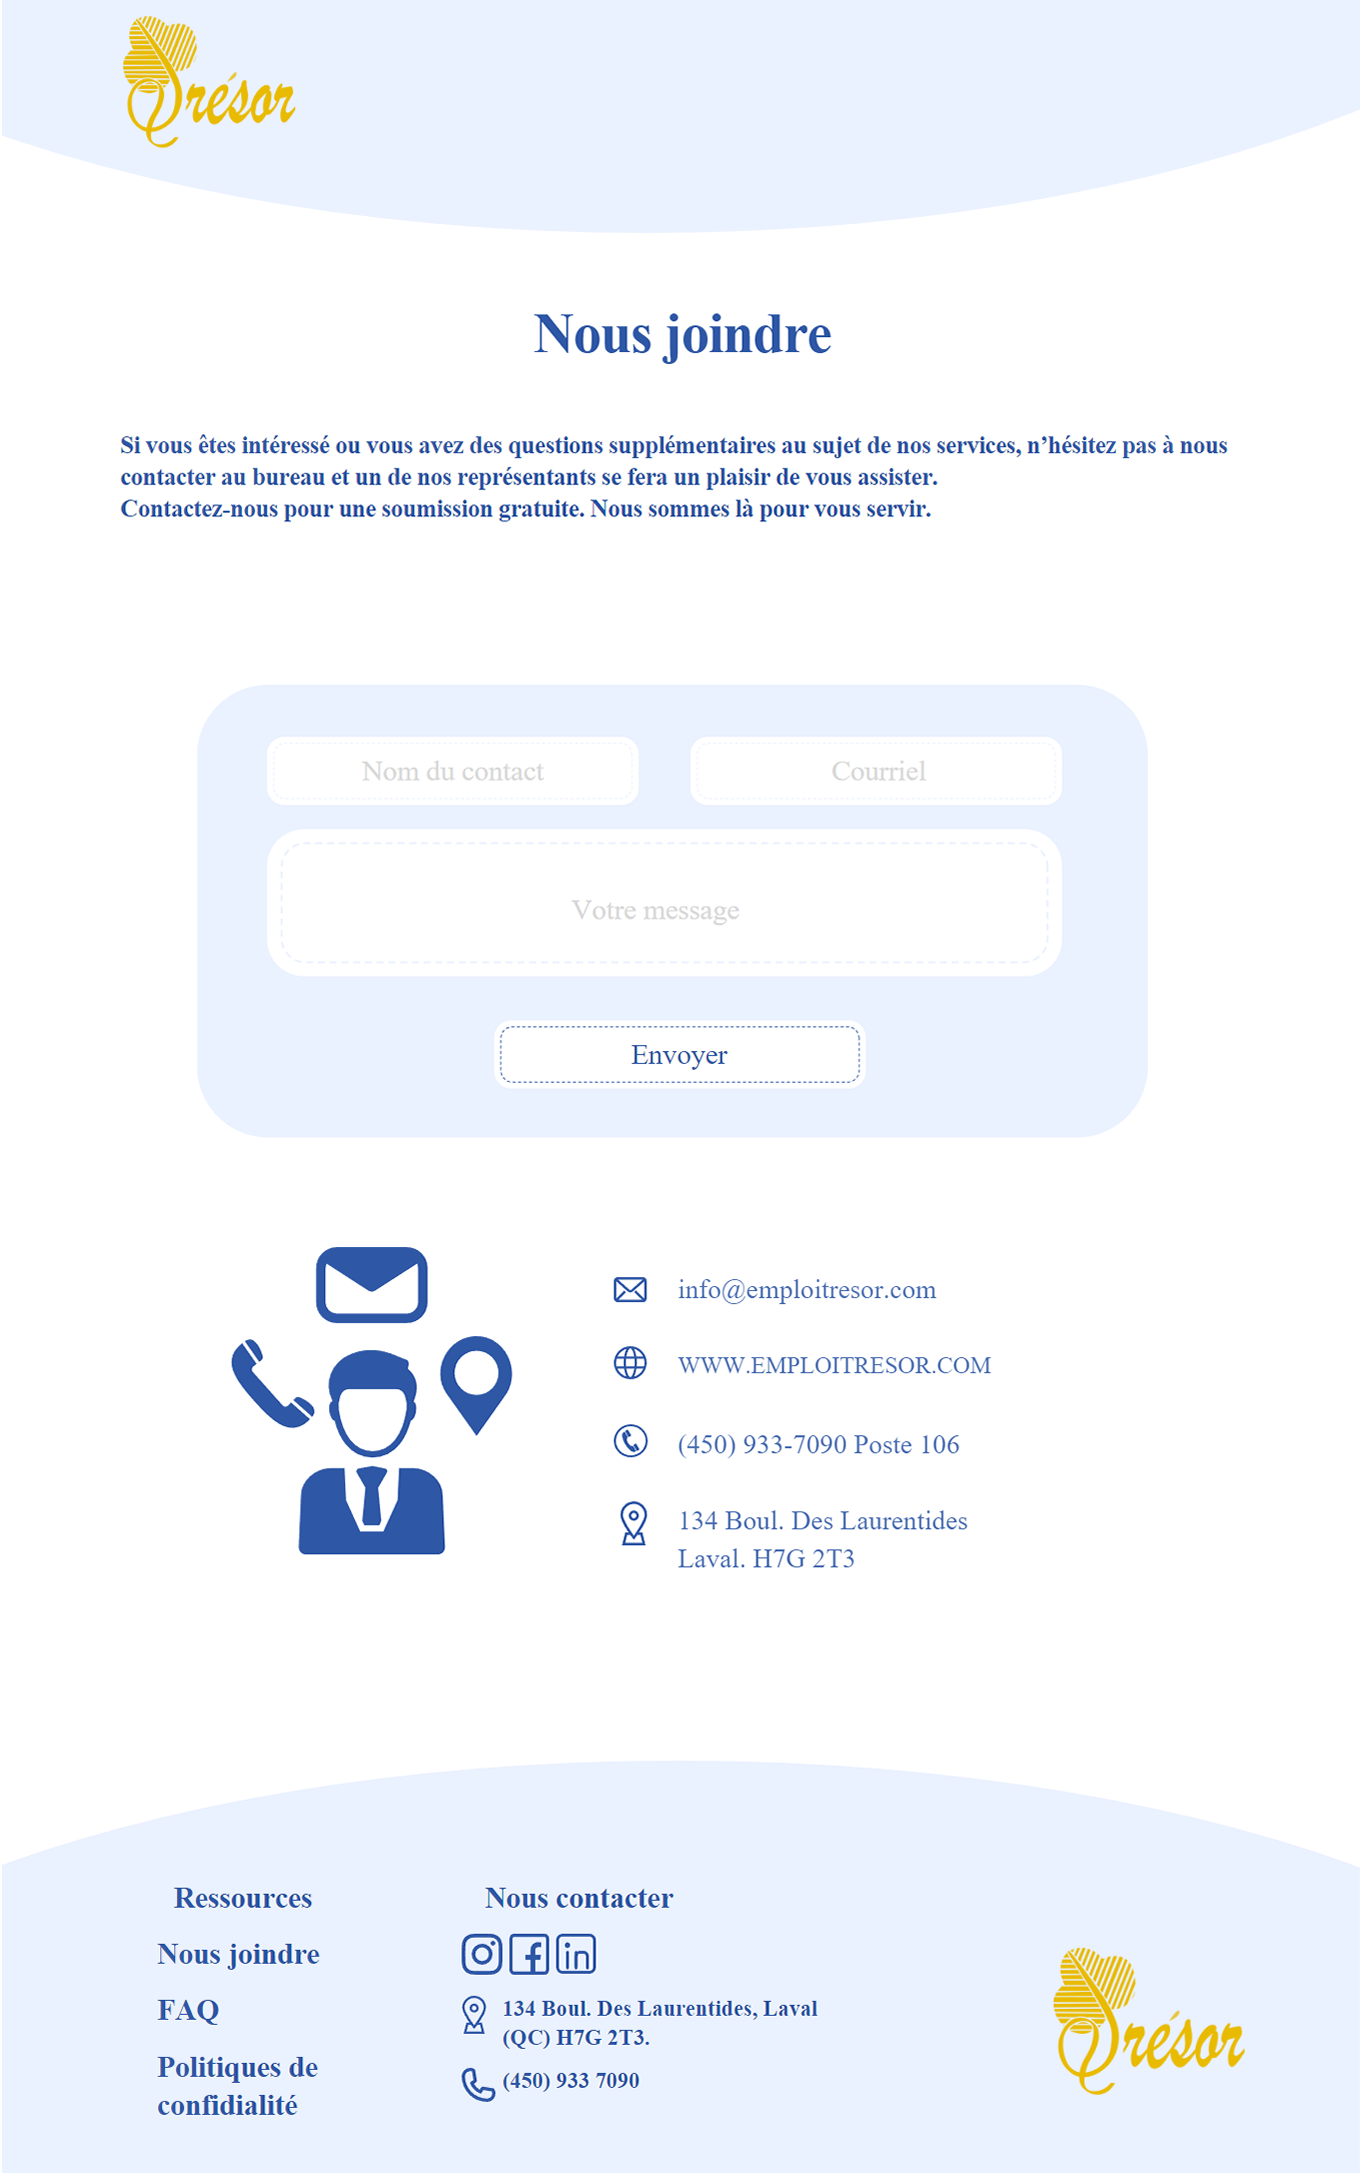 Trésor
Nous joindre
Si vous êtes intéressé ou vous avez des questions supplémentaires au sujet de nos services, n’hésitez pas à nous
contacter au bureau et un de nos représentants se fera un plaisir de vous assister.
Contactez-nous pour une soumission gratuite. Nous sommes là pour vous servir.
Nom du contact
Courriel
Votre message
Envoyer
info@emploitresor.com
WWW.EMPLOITRESOR.COM
(450) 933-7090 Poste 106
134 Boul. Des Laurentides
Laval. H7G 2T3
Ressources
Nous joindre
FAQ
Politiques de
confidialité
Nous contacter
134 Boul. Des Laurentides, Laval
(QC) H7G 2T3.
(450) 933 7090
Trésor